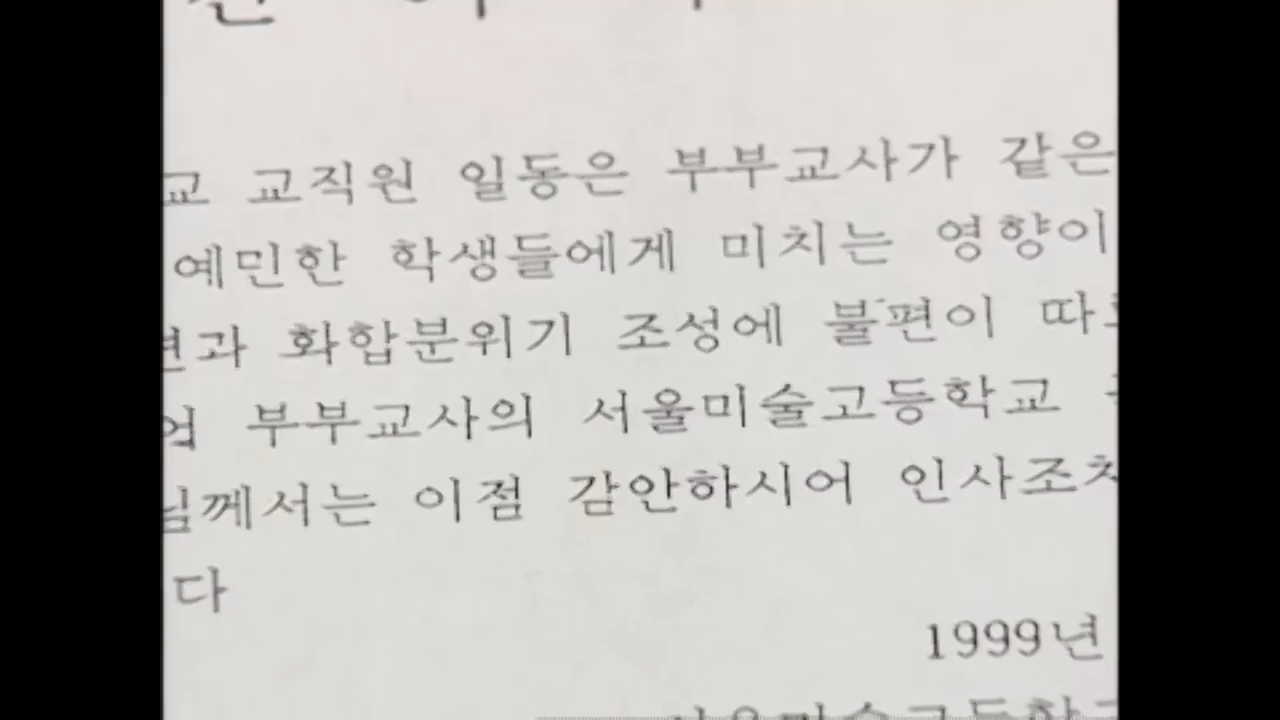 교 교직원 일동은 부부교사가 같은
예민한 학생들에게 미치는 영향이
화합분위기 조성에 불편이
부부교사의 서울미술고등학교
께서는 이점 감안하시어 인사조치
다
1999년